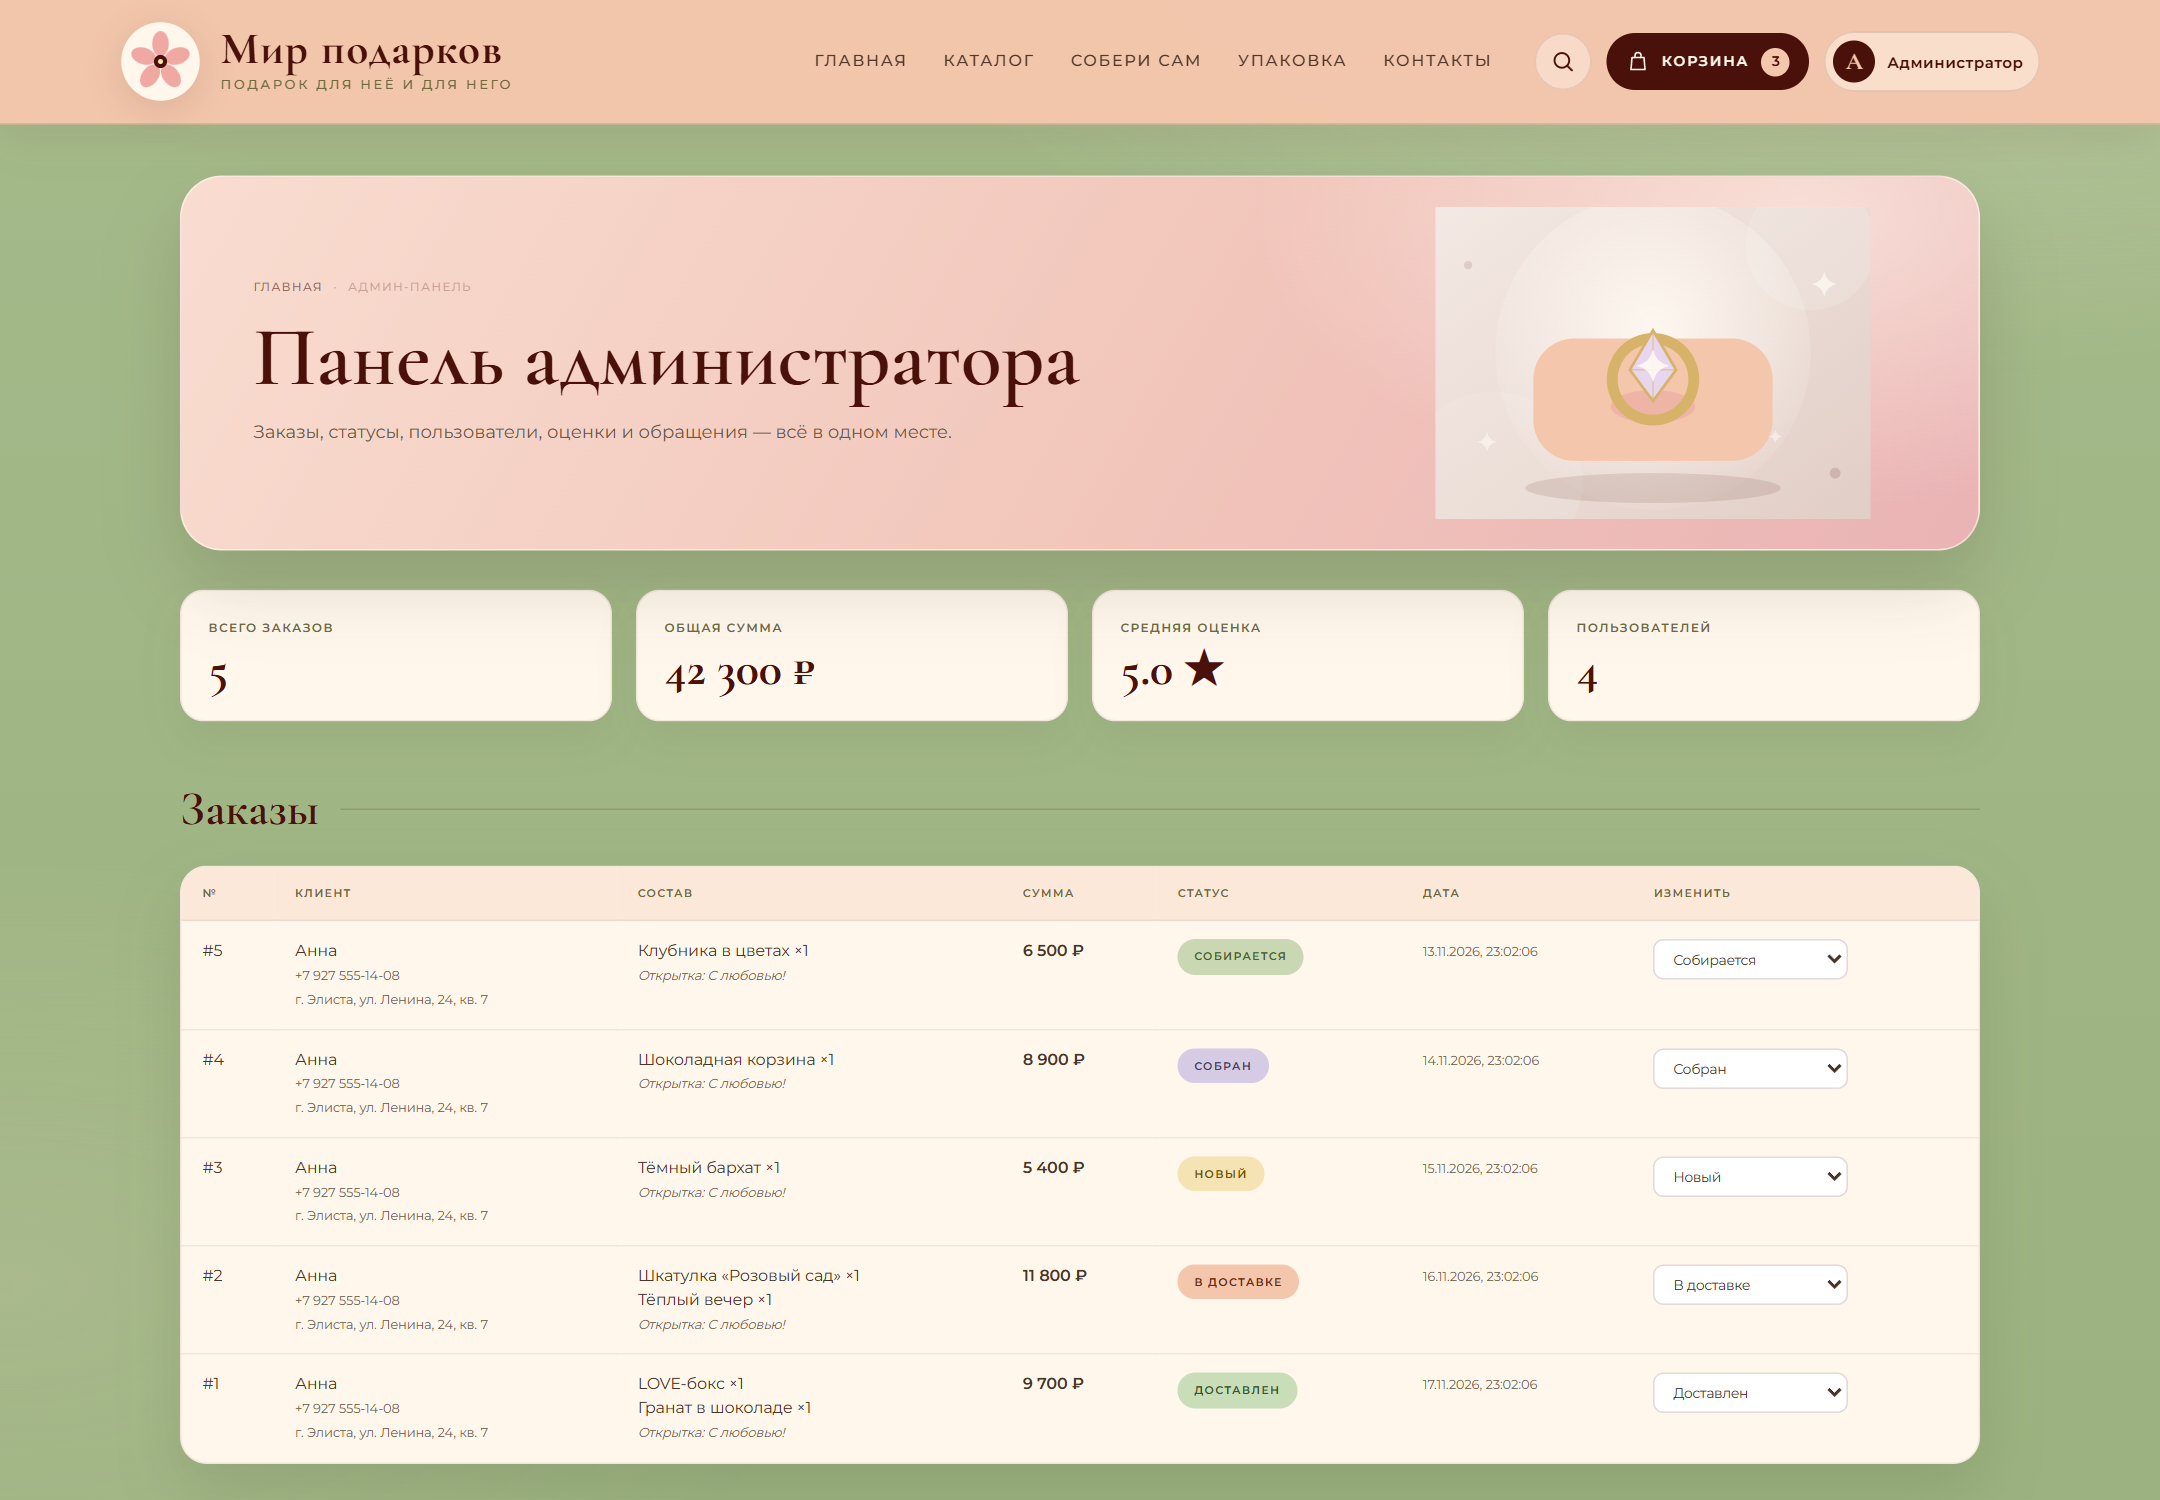 Мир подарков
ПОДАРОК ДЛЯ НЕЁ И ДЛЯ НЕГО
ГЛАВНАЯ КАТАЛОГ СОБЕРИ САМ УПАКОВКА КОНТАКТЫ
КОРЗИНА 3
А Администратор
ГЛАВНАЯ · АДМИН-ПАНЕЛЬ
Панель администратора
Заказы, статусы, пользователи, оценки и обращения — всё в одном месте.
ВСЕГО ЗАКАЗОВ
5
ОБЩАЯ СУММА
42 300 ₽
СРЕДНЯЯ ОЦЕНКА
5.0 ★
ПОЛЬЗОВАТЕЛЕЙ
4
Заказы
№ КЛИЕНТ СОСТАВ СУММА СТАТУС ДАТА ИЗМЕНИТЬ
#5 Анна Клубника в цветах ×1 6 500 ₽ СОБИРАЕТСЯ 13.11.2026, 23:02:06 Собирается
+7 927 555-14-08 Открытка: С любовью!
г. Элиста, ул. Ленина, 24, кв. 7
#4 Анна Шоколадная корзина ×1 8 900 ₽ СОБРАН 14.11.2026, 23:02:06 Собран
+7 927 555-14-08 Открытка: С любовью!
г. Элиста, ул. Ленина, 24, кв. 7
#3 Анна Тёмный бархат ×1 5 400 ₽ НОВЫЙ 15.11.2026, 23:02:06 Новый
+7 927 555-14-08 Открытка: С любовью!
г. Элиста, ул. Ленина, 24, кв. 7
#2 Анна Шкатулка «Розовый сад» ×1 11 800 ₽ В ДОСТАВКЕ 16.11.2026, 23:02:06 В доставке
+7 927 555-14-08 Тёплый вечер ×1
г. Элиста, ул. Ленина, 24, кв. 7 Открытка: С любовью!
#1 Анна LOVE-бокс ×1 9 700 ₽ ДОСТАВЛЕН 17.11.2026, 23:02:06 Доставлен
+7 927 555-14-08 Гранат в шоколаде ×1
г. Элиста, ул. Ленина, 24, кв. 7 Открытка: С любовью!